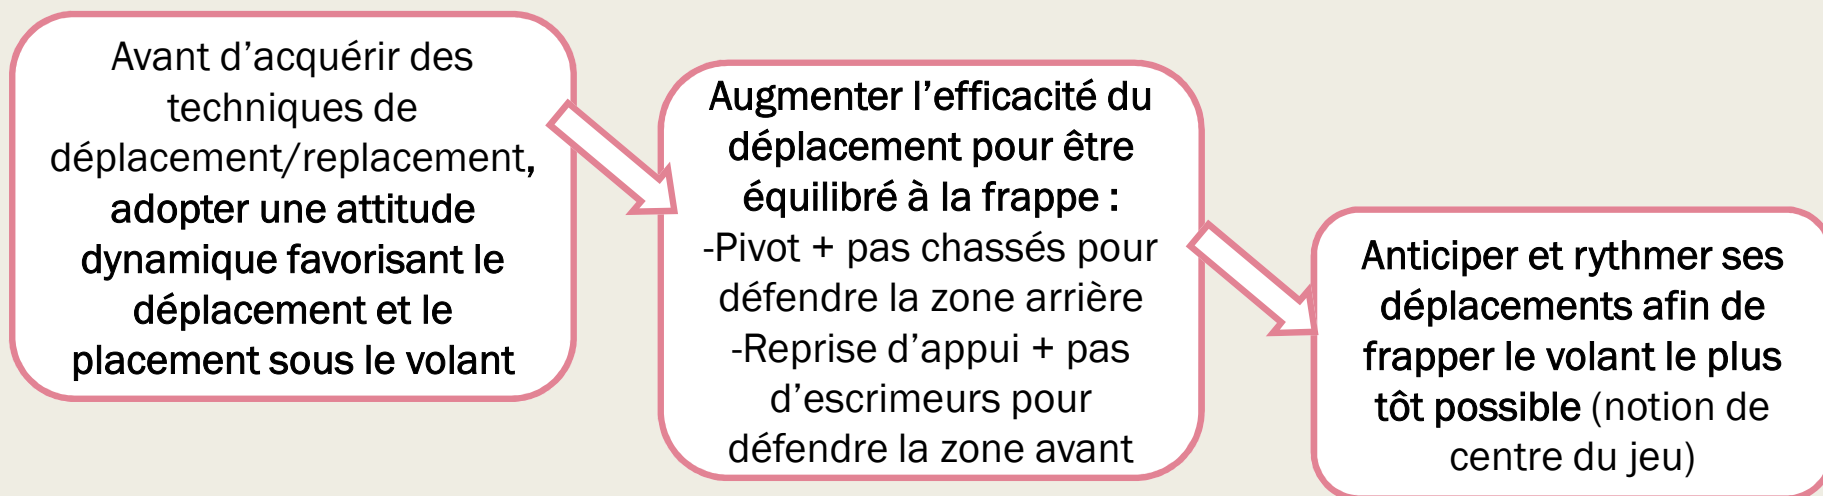 Avant d’acquérir des
techniques de
déplacement/replacement,
adopter une attitude
dynamique favorisant le
déplacement et le
placement sous le volant
Augmenter l’efficacité du
déplacement pour être
équilibré à la frappe :
-Pivot + pas chassés pour
défendre la zone arrière
-Reprise d’appui + pas
d’escrimeurs pour
défendre la zone avant
Anticiper et rythmer ses
déplacements afin de
frapper le volant le plus
tôt possible (notion de
centre du jeu)